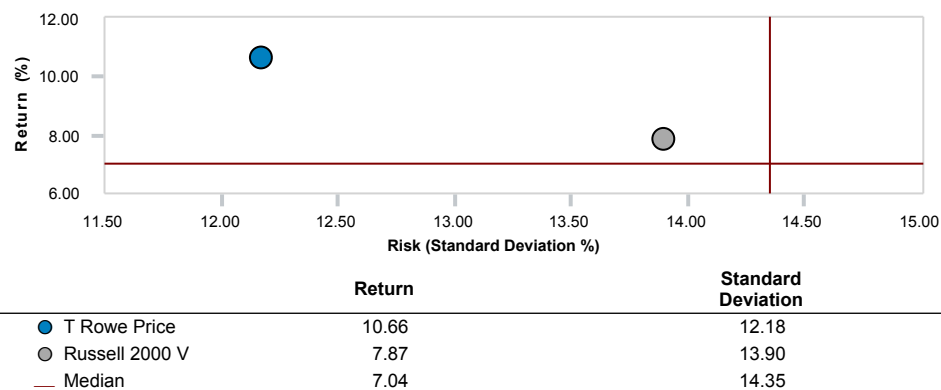 12.00
10.00
8.00
6.00
Return (%)
11.50 12.00 12.50 13.00 13.50 14.00 14.50 15.00
Risk (Standard Deviation %)
Return Standard Deviation
T Rowe Price 10.66 12.18
Russell 2000 V 7.87 13.90
Median 7.04 14.35